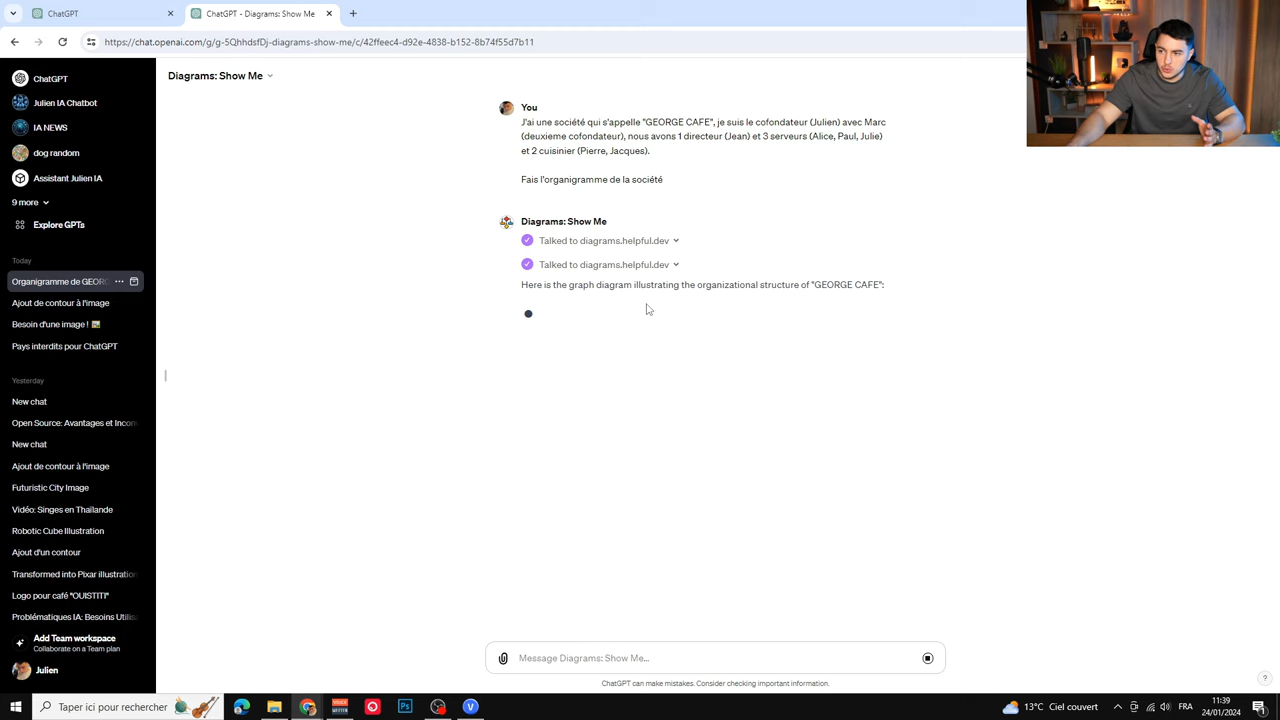 ChatGPT
ChatGPT - Diagrams: Show Me
https://chat.openai.com/g/g-5QhhdsfDj-diagrams-show-me/c/42ffeec4-d92e-4838-b152-8b74f55d7b11
ChatGPT
Julien IA Chatbot
IA NEWS
dog random
Assistant Julien IA
9 more
Explore GPTs
Today
Organigramme de GEORG
Ajout de contour à l'image
Besoin d'une image !
Pays interdits pour ChatGPT
Yesterday
New chat
Open Source: Avantages et Incon
New chat
Ajout de contour à l'image
Futuristic City Image
Vidéo: Singes en Thaïlande
Robotic Cube Illustration
Ajout d'un contour
Transformed into Pixar illustration
Logo pour café "OUISTITI"
Problématiques IA: Besoins Utilis
Add Team workspace
Collaborate on a Team plan
Julien
Diagrams: Show Me
You
J'ai une société qui s'appelle "GEORGE CAFE", je suis le cofondateur (Julien) avec Marc
(deuxieme cofondateur), nous avons 1 directeur (Jean) et 3 serveurs (Alice, Paul, Julie)
et 2 cuisinier (Pierre, Jacques).
Fais l'organigramme de la société
Diagrams: Show Me
Talked to diagrams.helpful.dev
Talked to diagrams.helpful.dev
Here is the graph diagram illustrating the organizational structure of "GEORGE CAFE":
Message Diagrams: Show Me...
ChatGPT can make mistakes. Consider checking important information.
?
Taper ici pour rechercher
Ps
V
13°C Ciel couvert
FRA
11:39
24/01/2024
1